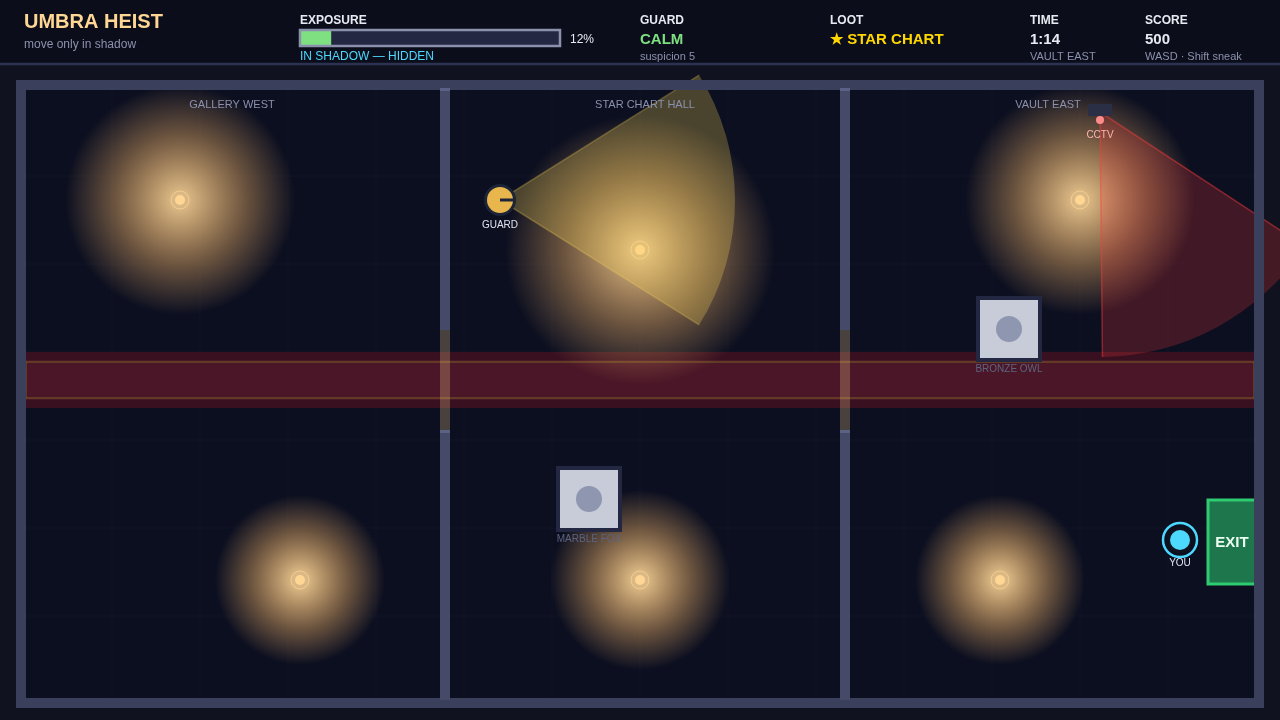 UMBRA HEIST
move only in shadow
EXPOSURE
12%
IN SHADOW — HIDDEN
GUARD
CALM
suspicion 5
LOOT
★ STAR CHART
TIME
1:14
VAULT EAST
SCORE
500
WASD · Shift sneak
GALLERY WEST
STAR CHART HALL
VAULT EAST
CCTV
GUARD
BRONZE OWL
MARBLE FOX
EXIT
YOU